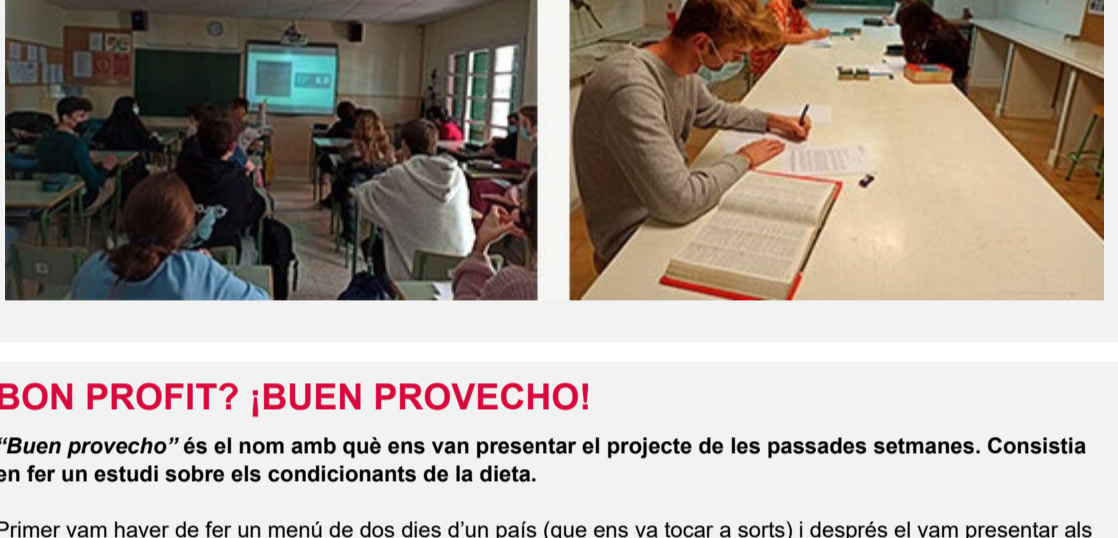 BON PROFIT? ¡BUEN PROVECHO!
“Buen provecho” és el nom amb què ens van presentar el projecte de les passades setmanes. Consistia
en fer un estudi sobre els condicionants de la dieta.
Primer vam haver de fer un menú de dos dies d’un país (que ens va tocar a sorts) i després el vam presentar als